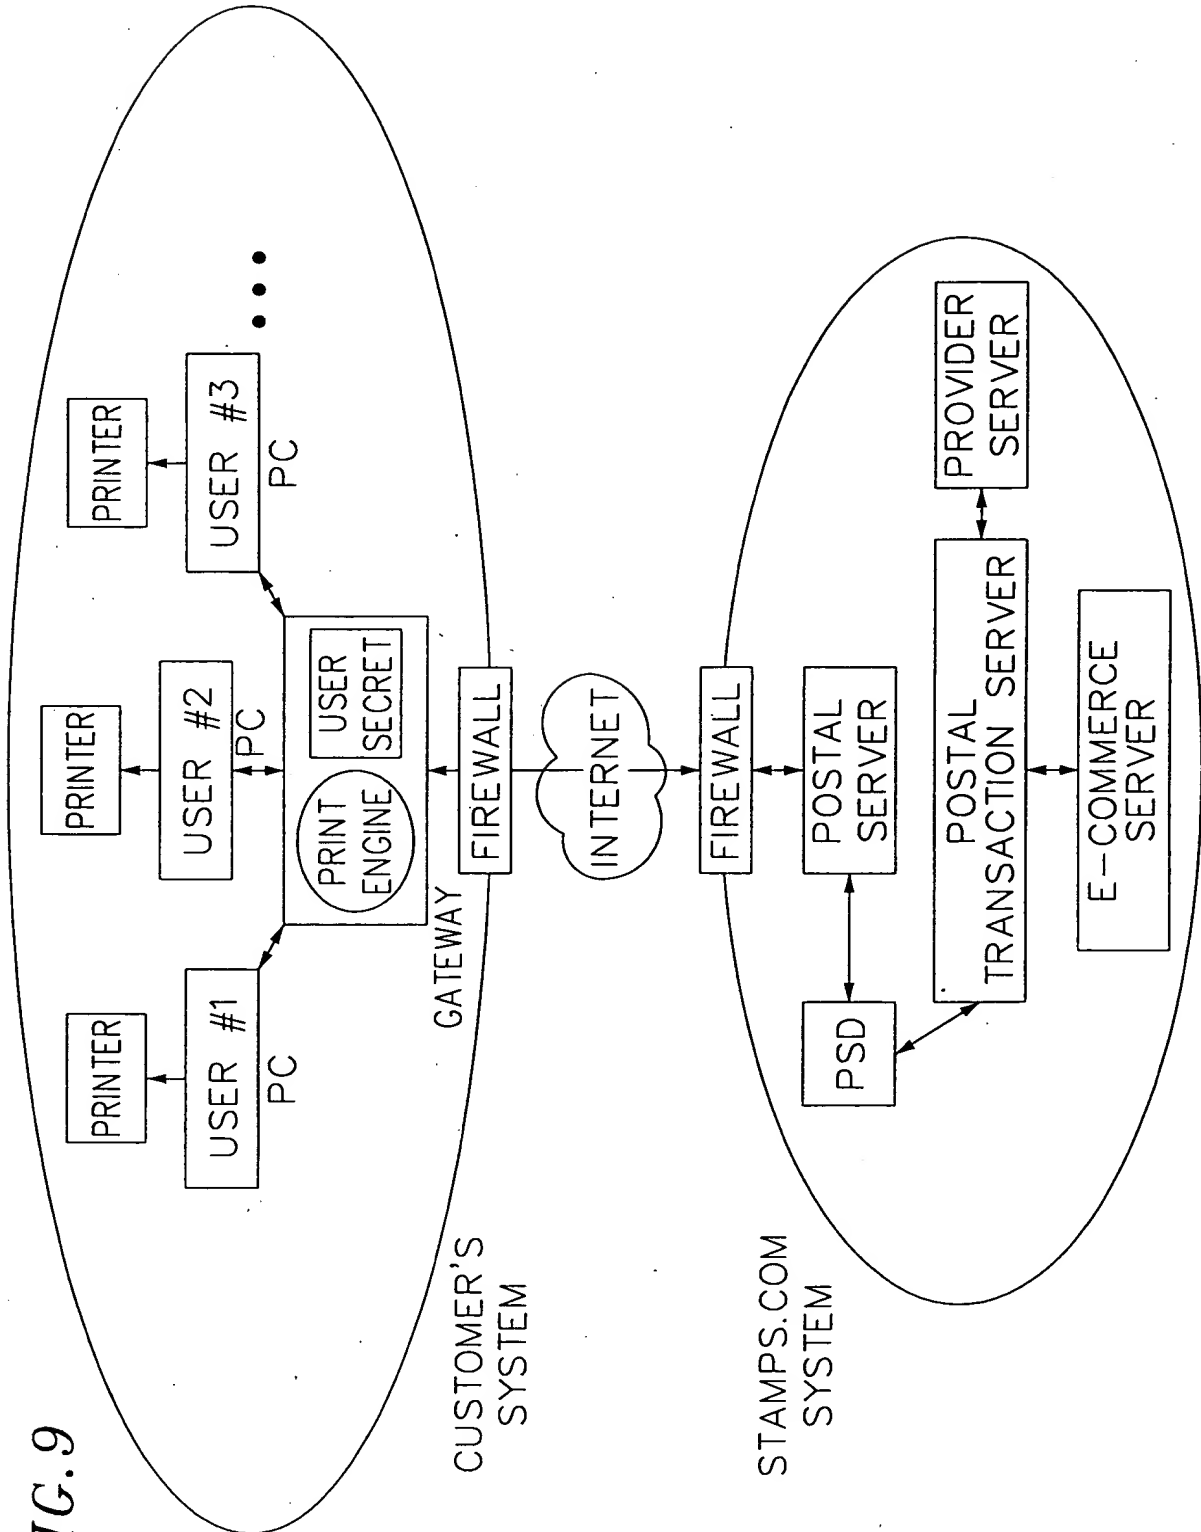 IG.9
PRINTER
PRINTER
PRINTER
USER #1
USER #2
USER #3
PC
PC
PC
PRINT
ENGINE
USER
SECRET
GATEWAY
CUSTOMER'S
SYSTEM
FIREWALL
INTERNET
STAMPS.COM
SYSTEM
FIREWALL
PSD
POSTAL
SERVER
POSTAL
TRANSACTION SERVER
PROVIDER
SERVER
E-COMMERCE
SERVER